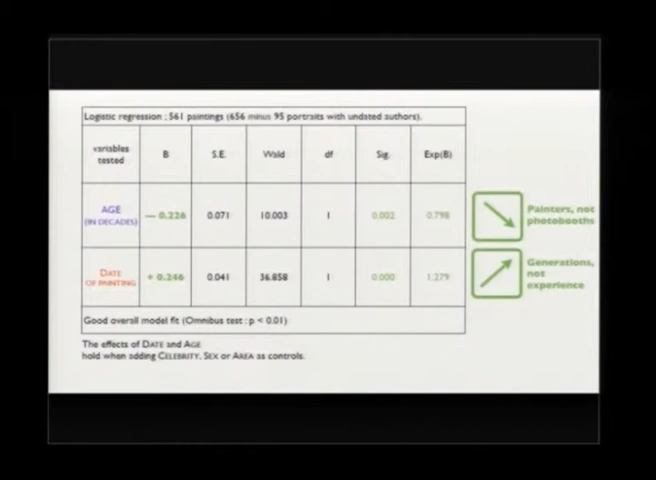 Logistic regression : 561 paintings (656 minus 95 portraits with undated authors).
variables tested B S.E. Wald df Sig. Exp(B)
AGE (IN DECADES) — 0.226 0.071 10.003 1 0.002 0.798
DATE OF PAINTING + 0.246 0.041 36.858 1 0.000 1.279
Good overall model fit (Omnibus test : p < 0.01)
The effects of DATE and AGE
hold when adding CELEBRITY, SEX or AREA as controls.
Painters, not
photobooths
Generations,
not
experience